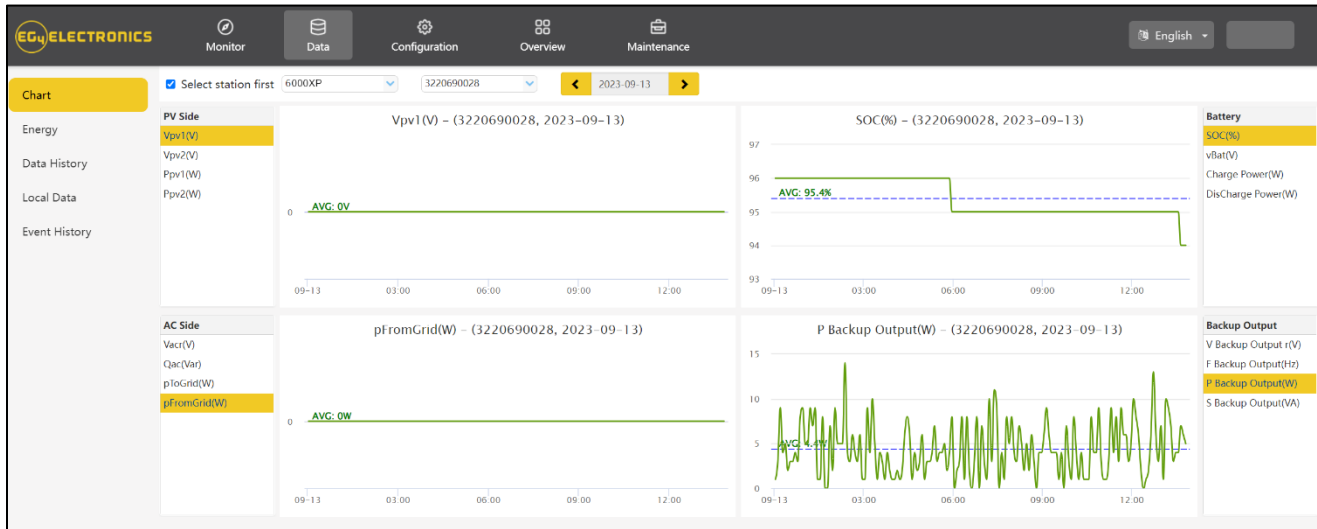 EG4 ELECTRONICS
Monitor
Data
Configuration
Overview
Maintenance
English
Chart
Energy
Data History
Local Data
Event History
Select station first
6000XP
3220690028
2023-09-13
PV Side
Vpv1(V)
Vpv2(V)
Ppv1(W)
Ppv2(W)
Vpv1(V) - (3220690028, 2023-09-13)
0
AVG: 0V
09-13 03:00 06:00 09:00 12:00
SOC(%) - (3220690028, 2023-09-13)
97
96
AVG: 95.4%
95
94
93
09-13 03:00 06:00 09:00 12:00
Battery
SOC(%)
vBat(V)
Charge Power(W)
DisCharge Power(W)
AC Side
Vacr(V)
Qac(Var)
pToGrid(W)
pFromGrid(W)
pFromGrid(W) - (3220690028, 2023-09-13)
0
AVG: 0W
09-13 03:00 06:00 09:00 12:00
P Backup Output(W) - (3220690028, 2023-09-13)
15
10
5
AVG: 4.4W
0
09-13 03:00 06:00 09:00 12:00
Backup Output
V Backup Output r(V)
F Backup Output(Hz)
P Backup Output(W)
S Backup Output(VA)